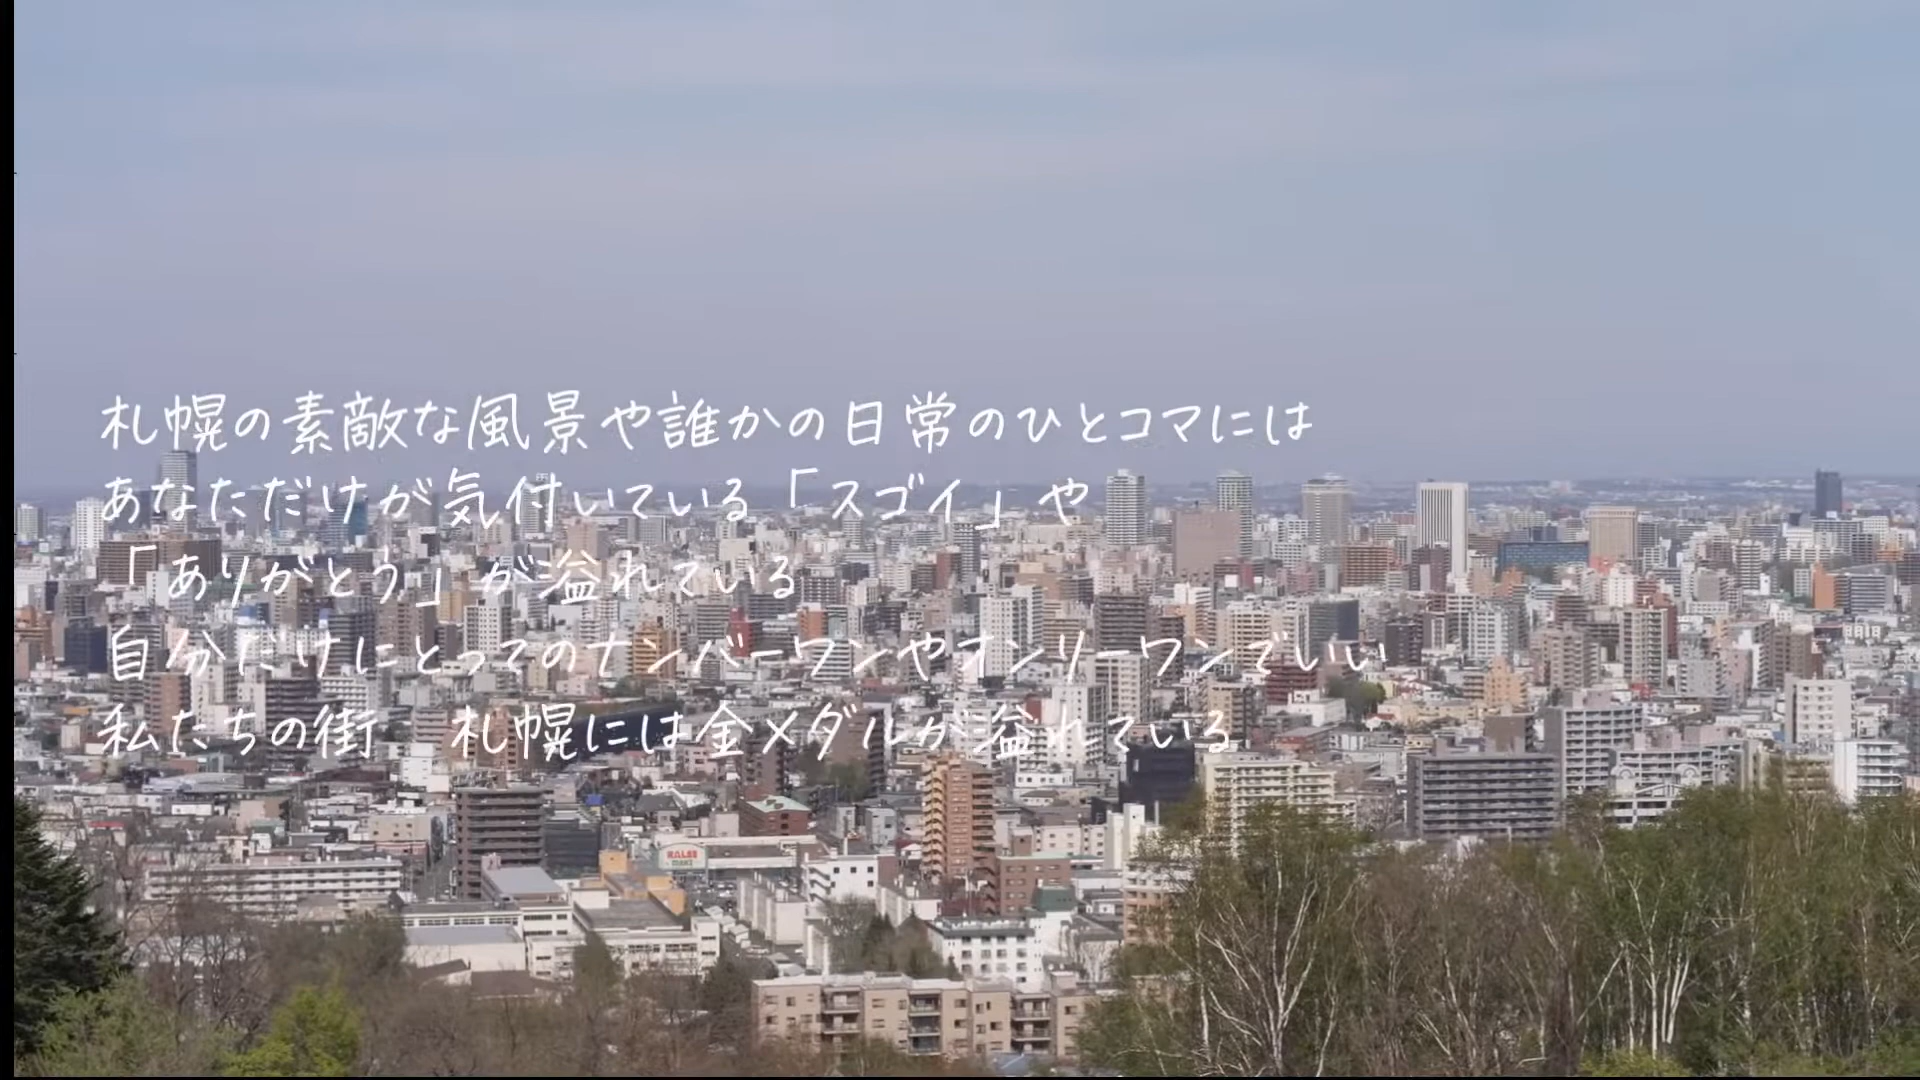 札幌の素敵な風景や誰かの日常のひとコマには
あなただけが気付いている「スゴイ」や
「ありがとう」が溢れている
自分だけにとってのナンバーワンやオンリーワンでいい
私たちの街　札幌には金メダルが溢れている
RALSE
MART